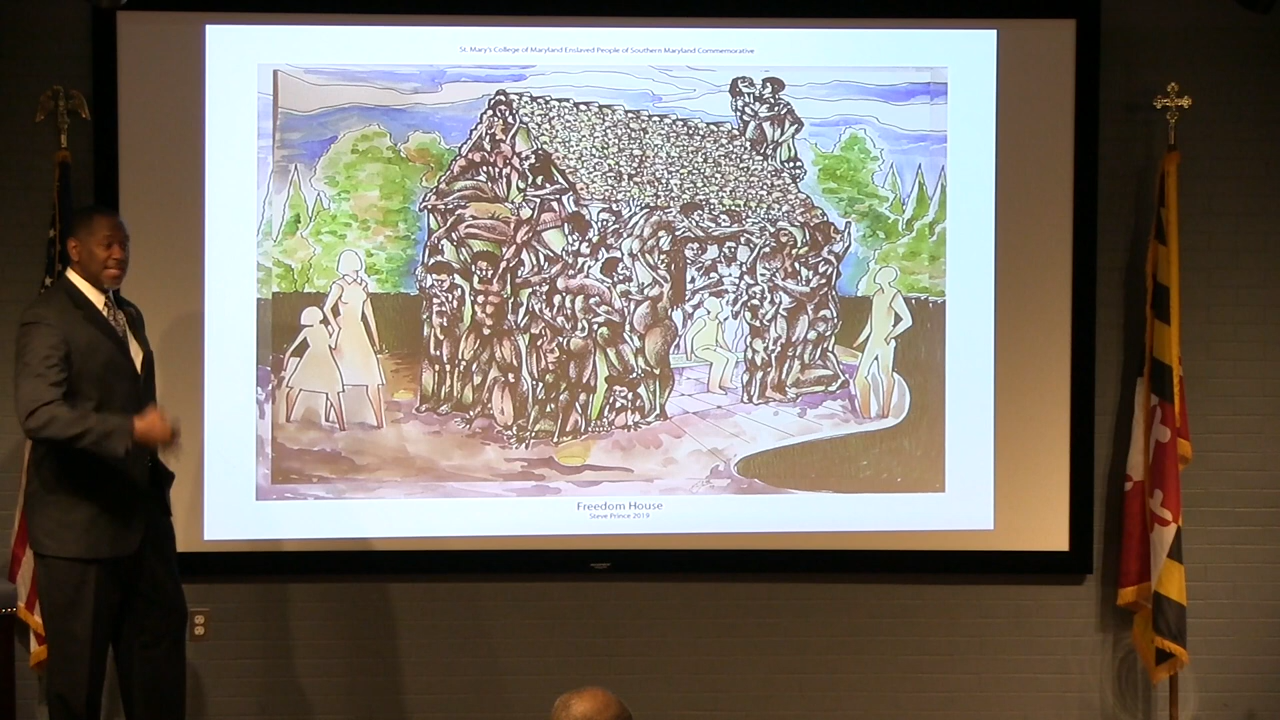 St. Mary's College of Maryland Enslaved People of Southern Maryland Commemorative
Freedom House
Steve Prince 2019